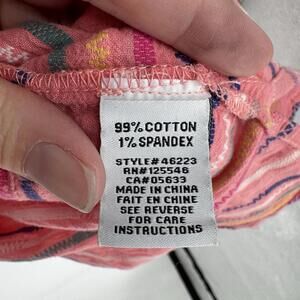 99% COTTON
1% SPANDEX
STYLE# 46223
RN# 125546
CA# 05633
MADE IN CHINA
FAIT EN CHINE
SEE REVERSE
FOR CARE
INSTRUCTIONS